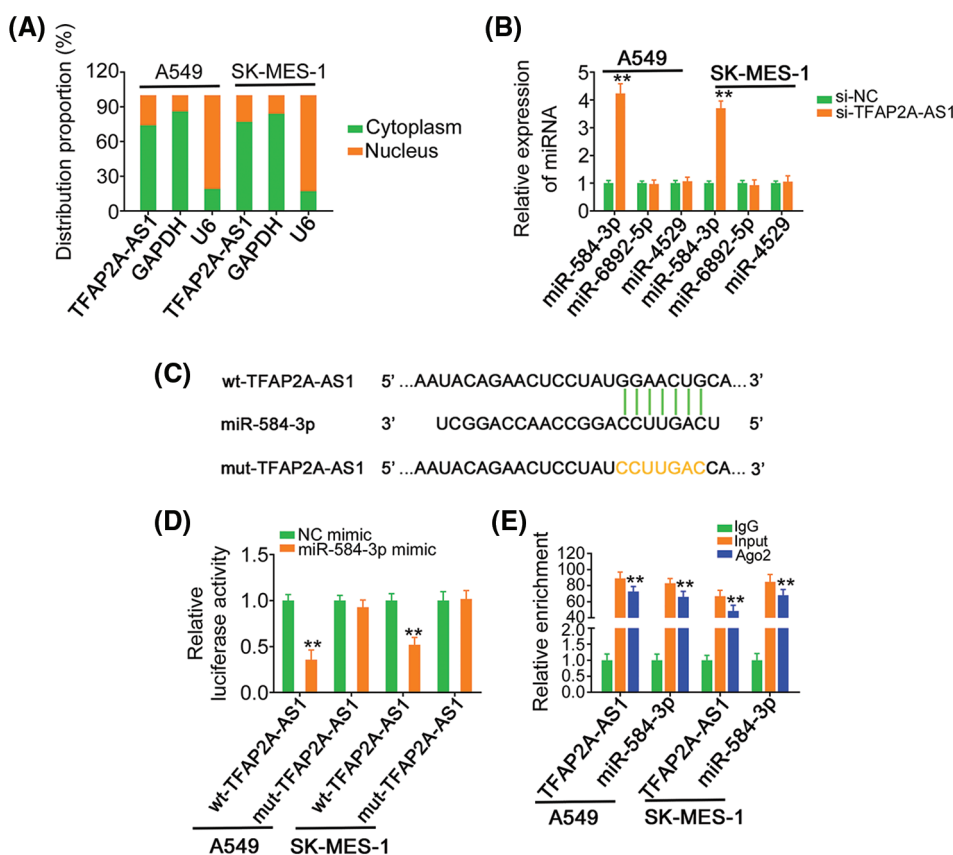 (A)
Distribution proportion (%)
A549
SK-MES-1
120
90
60
30
0
TFAP2A-AS1
GAPDH
U6
TFAP2A-AS1
GAPDH
U6
Cytoplasm
Nucleus
(B)
Relative expression
of miRNA
A549
SK-MES-1
5
4
3
2
1
0
**
**
miR-584-3p
miR-6892-5p
miR-4529
miR-584-3p
miR-6892-5p
miR-4529
si-NC
si-TFAP2A-AS1
(C)
wt-TFAP2A-AS1 5' ...AAUACAGAACUCCUAUGGAACUGCA... 3'
miR-584-3p 3' UCGGACCAACCGGACCUUGACU 5'
mut-TFAP2A-AS1 5' ...AAUACAGAACUCCUAUCCUUGACCA... 3'
(D)
NC mimic
miR-584-3p mimic
Relative
luciferase activity
1.5
1.0
0.5
0.0
**
**
wt-TFAP2A-AS1
mut-TFAP2A-AS1
wt-TFAP2A-AS1
mut-TFAP2A-AS1
A549
SK-MES-1
(E)
IgG
Input
Ago2
Relative enrichment
120
100
80
60
40
2.0
1.5
1.0
0.5
0.0
**
**
**
**
TFAP2A-AS1
miR-584-3p
TFAP2A-AS1
miR-584-3p
A549
SK-MES-1